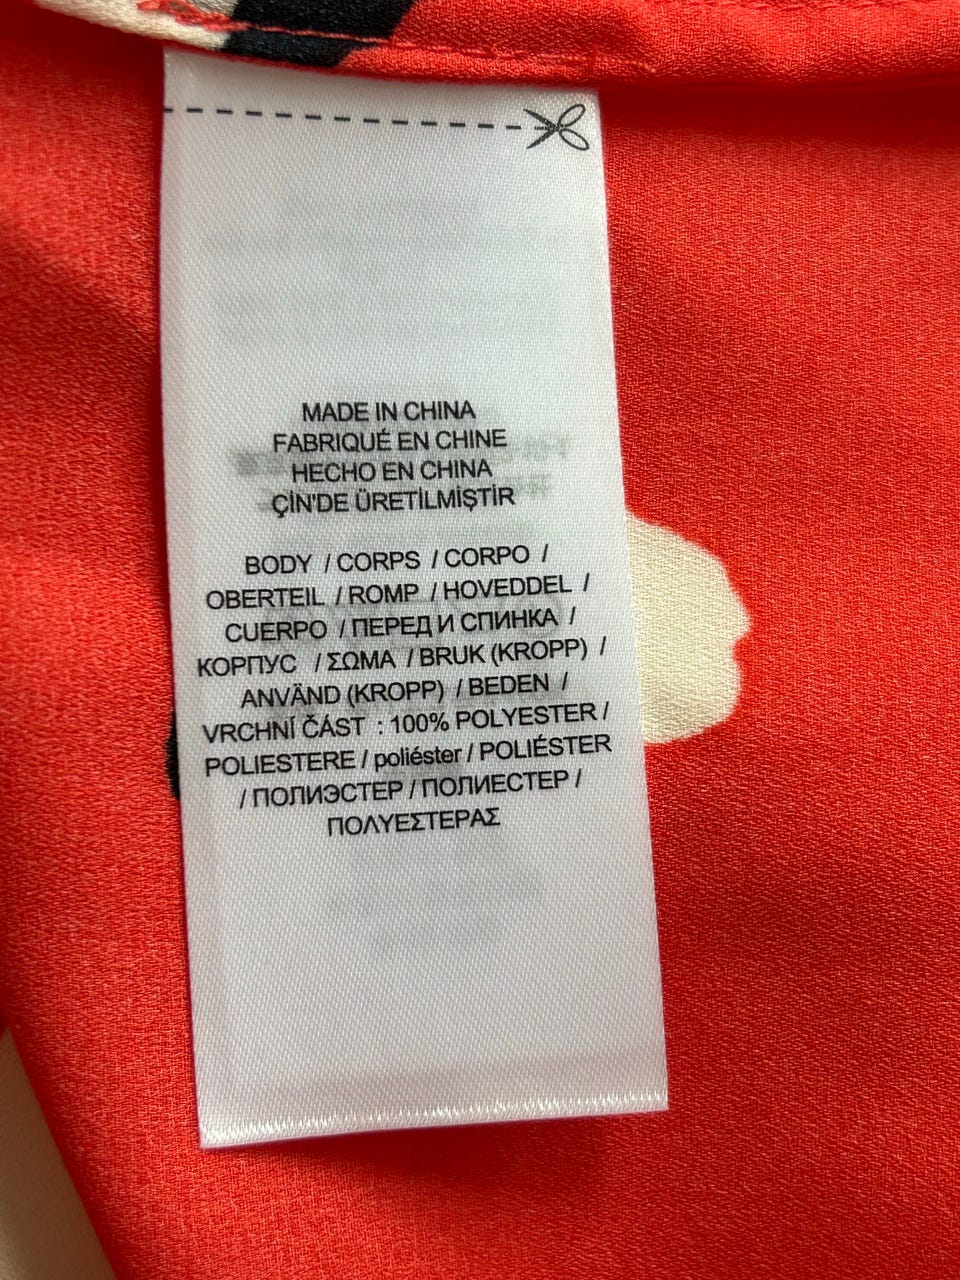 MADE IN CHINA
FABRIQUÉ EN CHINE
HECHO EN CHINA
ÇİN'DE ÜRETİLMİŞTİR
BODY / CORPS / CORPO /
OBERTEIL / ROMP / HOVEDDEL /
CUERPO / ПЕРЕД И СПИНКА /
КОРПУС / ΣΩΜΑ / BRUK (KROPP) /
ANVÄND (KROPP) / BEDEN /
VRCHNÍ ČÁST : 100% POLYESTER /
POLIESTERE / poliéster / POLIÉSTER
/ ПОЛИЭСТЕР / ПОЛИЕСТЕР /
ΠΟΛΥΕΣΤΕΡΑΣ